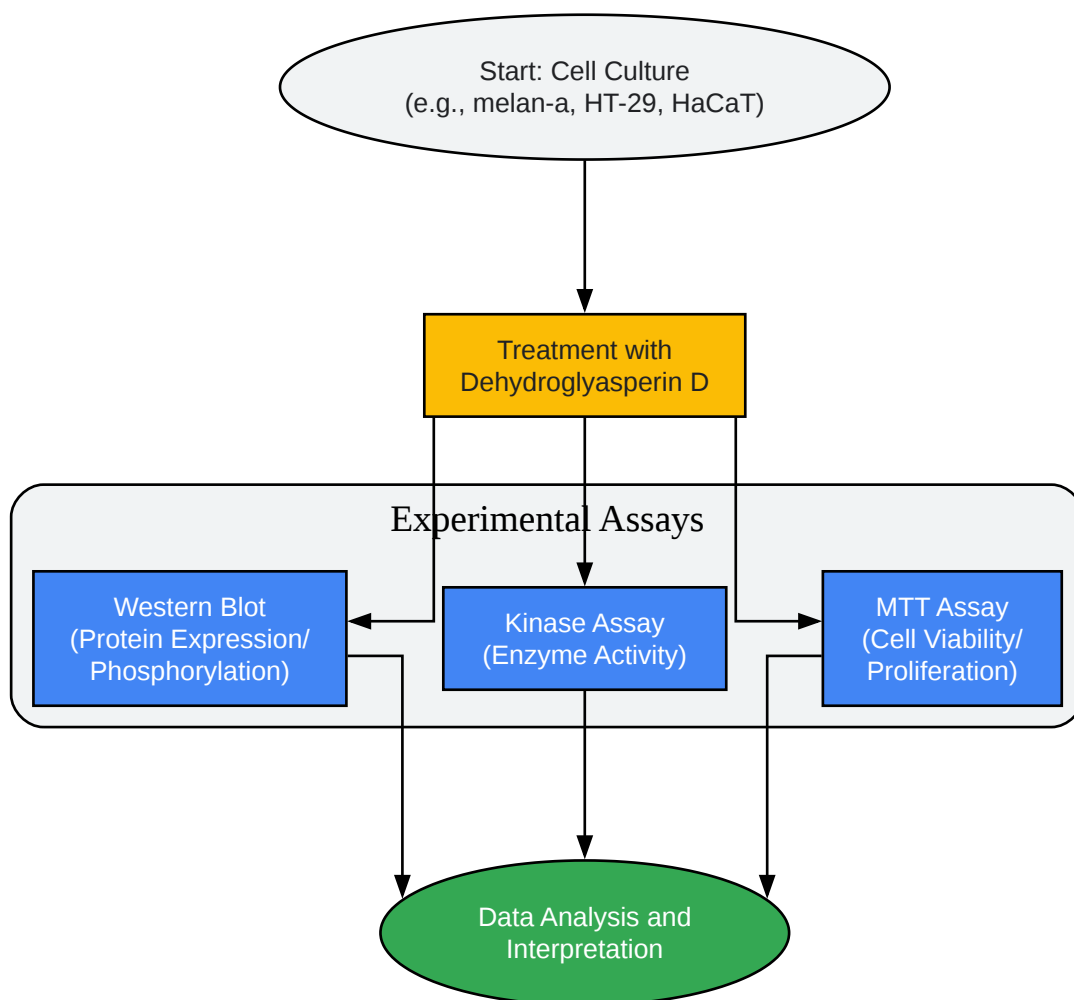 Start: Cell Culture
(e.g., melan-a, HT-29, HaCaT)
Treatment with
Dehydroglyasperin D
Experimental Assays
Western Blot
(Protein Expression/
Phosphorylation)
Kinase Assay
(Enzyme Activity)
MTT Assay
(Cell Viability/
Proliferation)
Data Analysis and
Interpretation